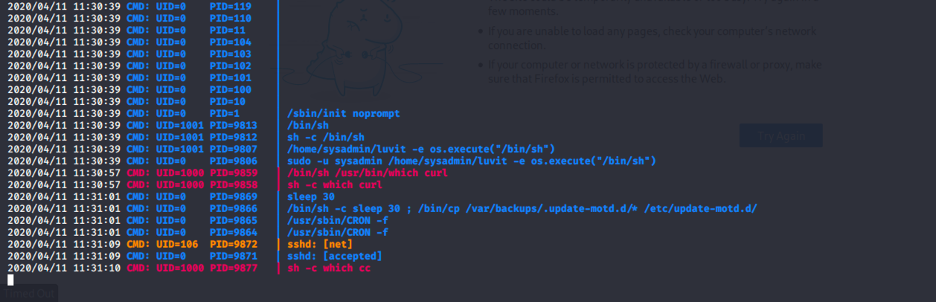 2020/04/11 11:30:39 CMD: UID=0 PID=119 |
few moments.
2020/04/11 11:30:39 CMD: UID=0 PID=110 |
2020/04/11 11:30:39 CMD: UID=0 PID=11 |
• If you are unable to load any pages, check your computer's network
2020/04/11 11:30:39 CMD: UID=0 PID=104 |
connection.
2020/04/11 11:30:39 CMD: UID=0 PID=103 |
2020/04/11 11:30:39 CMD: UID=0 PID=102 |
• If your computer or network is protected by a firewall or proxy, make
2020/04/11 11:30:39 CMD: UID=0 PID=101 |
sure that Firefox is permitted to access the Web.
2020/04/11 11:30:39 CMD: UID=0 PID=100 |
2020/04/11 11:30:39 CMD: UID=0 PID=10 |
2020/04/11 11:30:39 CMD: UID=0 PID=1 | /sbin/init noprompt
2020/04/11 11:30:39 CMD: UID=1001 PID=9813 | /bin/sh
2020/04/11 11:30:39 CMD: UID=1001 PID=9812 | sh -c /bin/sh
Try Again
2020/04/11 11:30:39 CMD: UID=1001 PID=9807 | /home/sysadmin/luvit -e os.execute("/bin/sh")
2020/04/11 11:30:39 CMD: UID=0 PID=9806 | sudo -u sysadmin /home/sysadmin/luvit -e os.execute("/bin/sh")
2020/04/11 11:30:57 CMD: UID=1000 PID=9859 | /bin/sh /usr/bin/which curl
2020/04/11 11:30:57 CMD: UID=1000 PID=9858 | sh -c which curl
2020/04/11 11:31:01 CMD: UID=0 PID=9869 | sleep 30
2020/04/11 11:31:01 CMD: UID=0 PID=9866 | /bin/sh -c sleep 30 ; /bin/cp /var/backups/.update-motd.d/* /etc/update-motd.d/
2020/04/11 11:31:01 CMD: UID=0 PID=9865 | /usr/sbin/CRON -f
2020/04/11 11:31:01 CMD: UID=0 PID=9864 | /usr/sbin/CRON -f
2020/04/11 11:31:09 CMD: UID=106 PID=9872 | sshd: [net]
2020/04/11 11:31:09 CMD: UID=0 PID=9871 | sshd: [accepted]
2020/04/11 11:31:10 CMD: UID=1000 PID=9877 | sh -c which cc